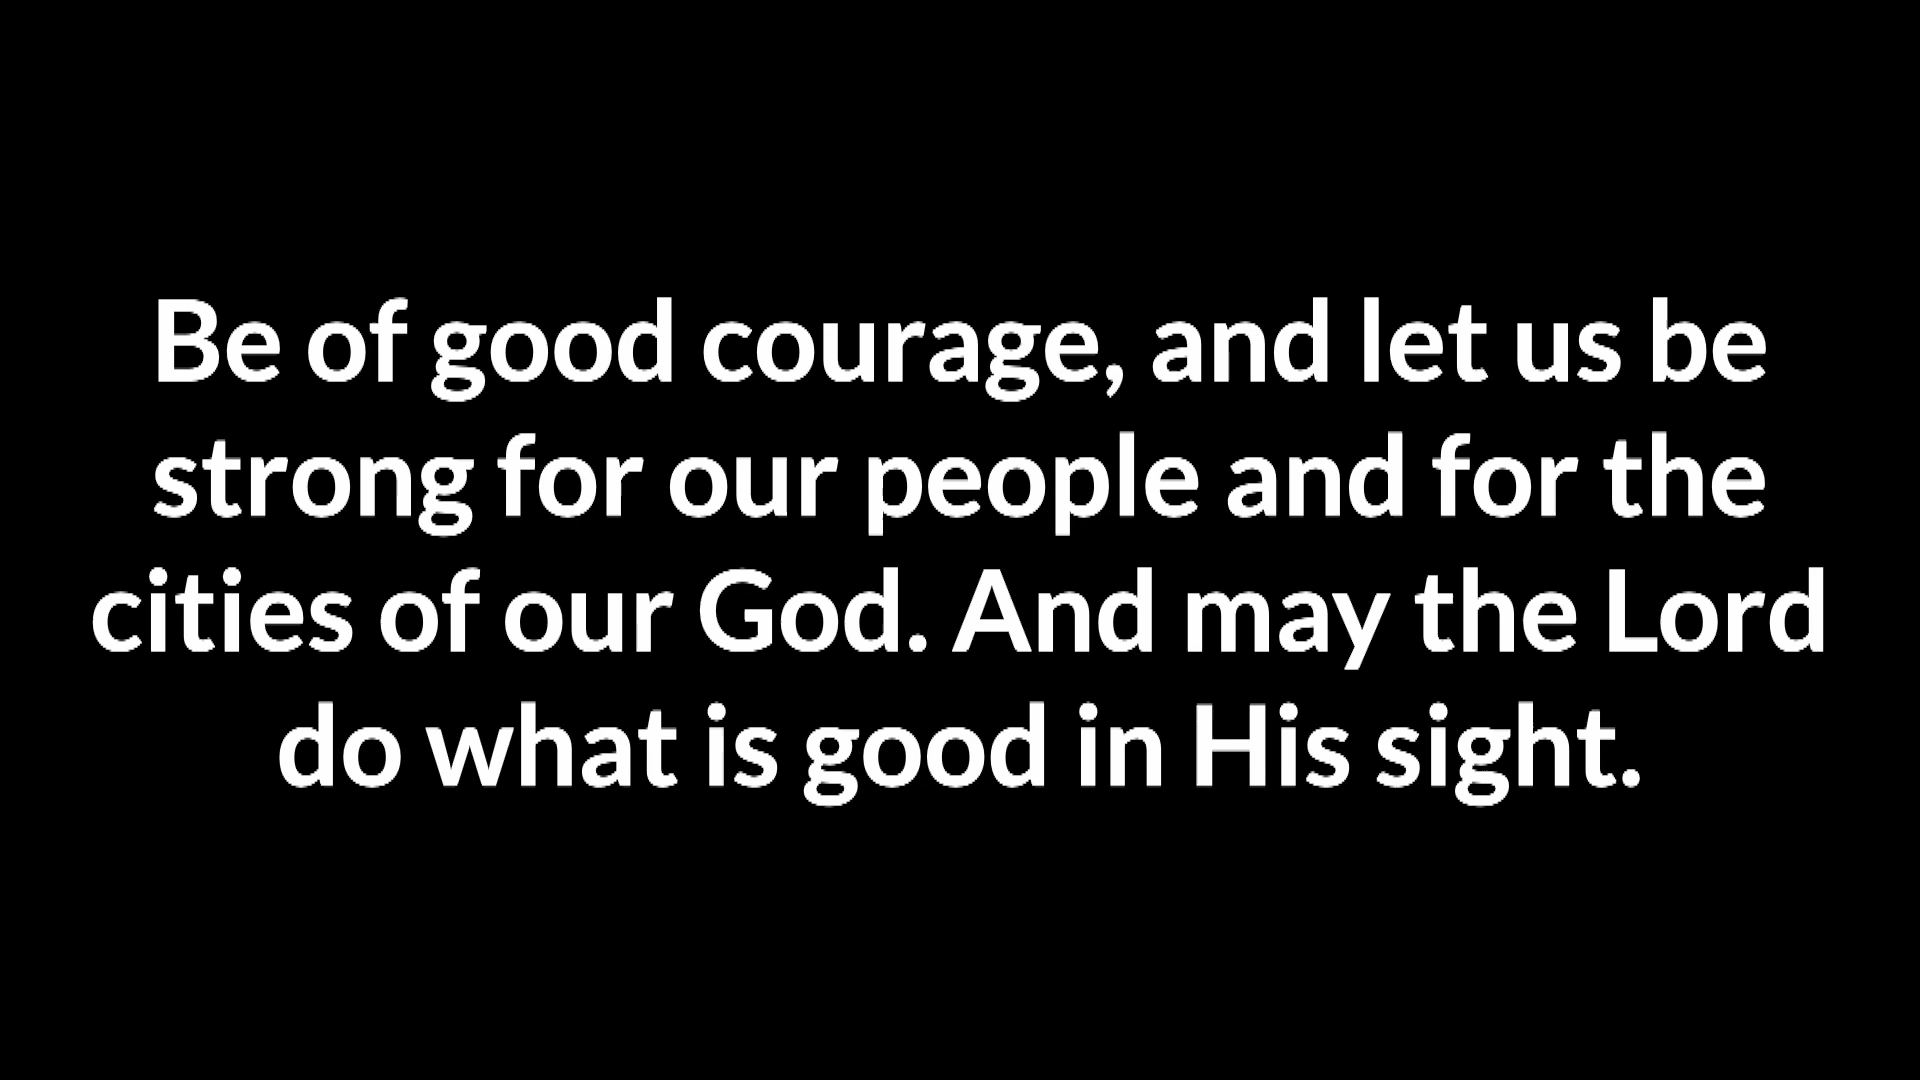 Be of good courage, and let us be
strong for our people and for the
cities of our God. And may the Lord
do what is good in His sight.